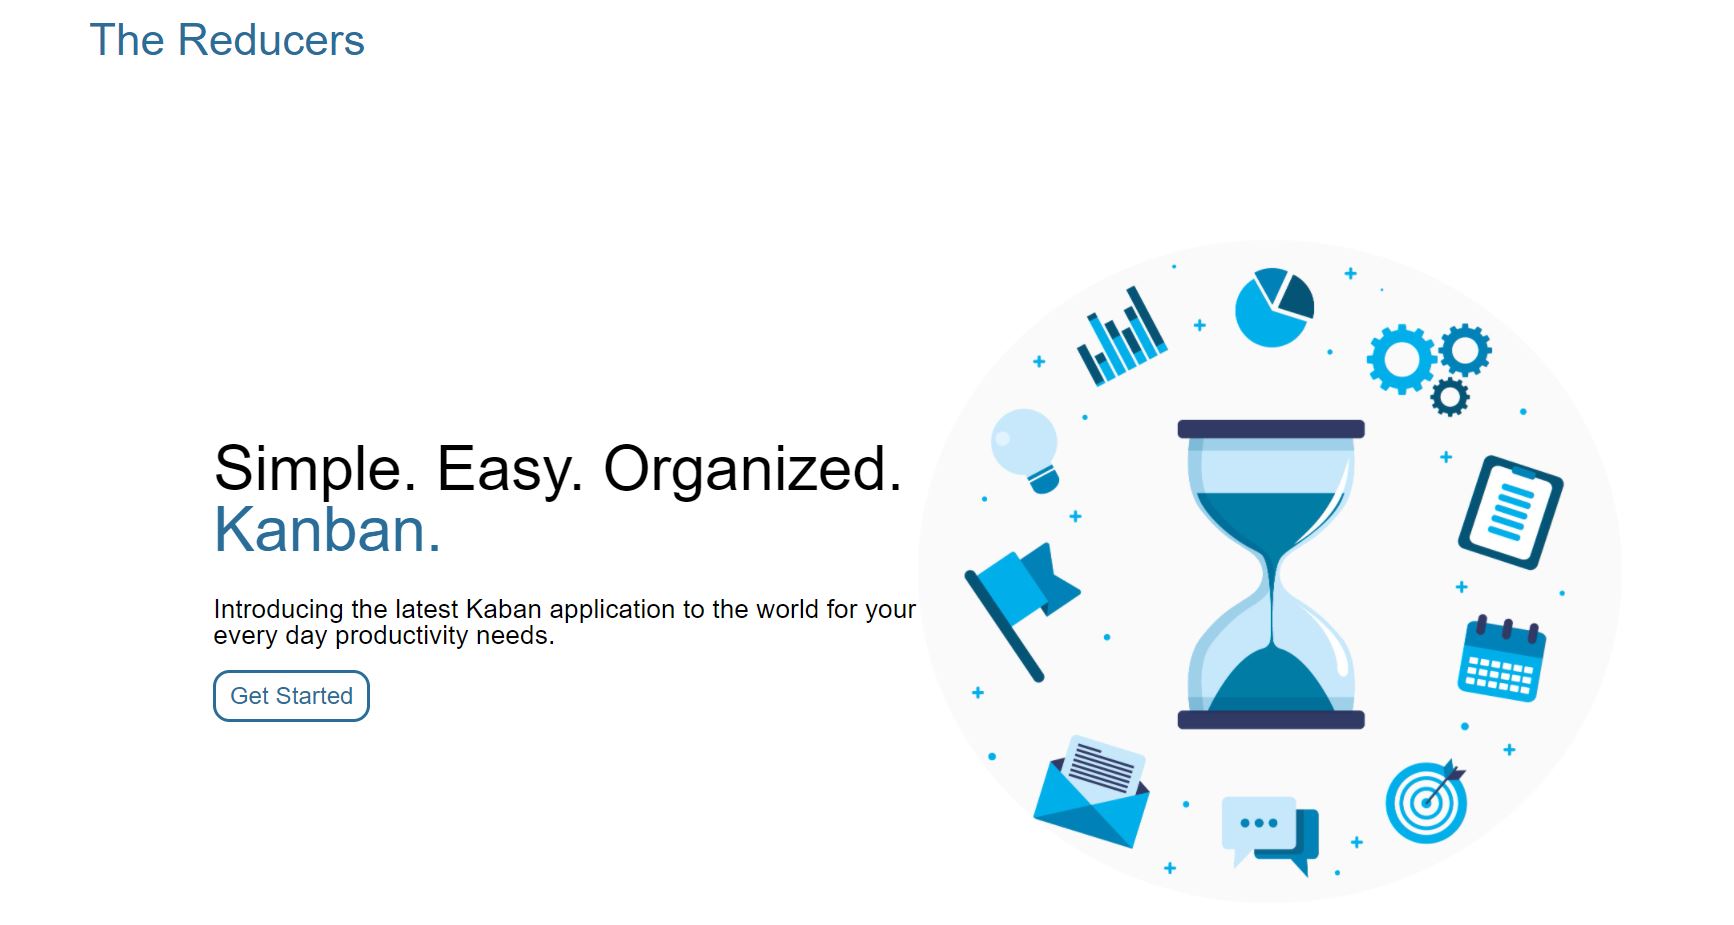 The Reducers
Simple. Easy. Organized.
Kanban.
Introducing the latest Kaban application to the world for your
every day productivity needs.
Get Started